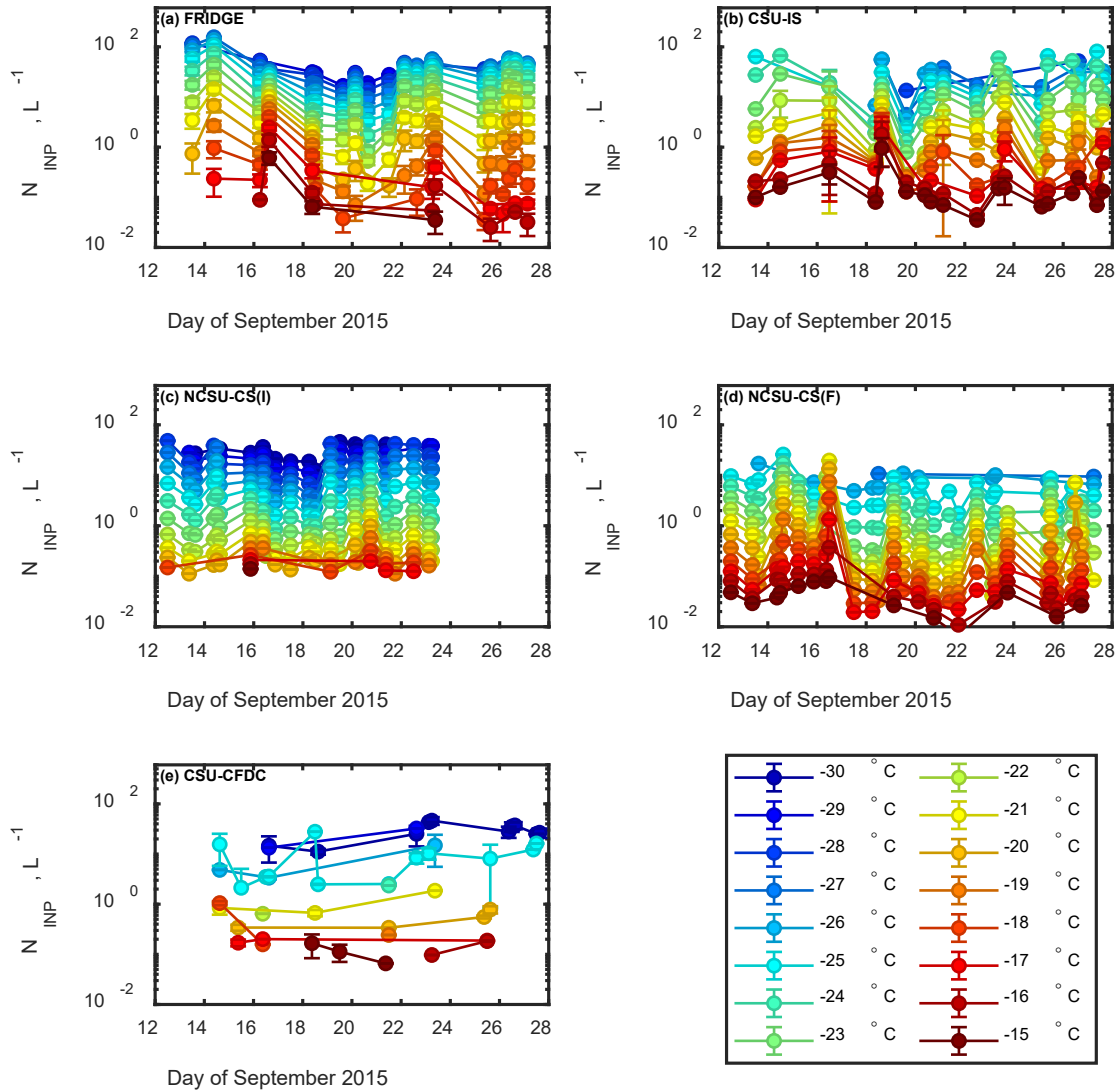 (a) FRIDGE
10 2
10 0
10 -2
N INP , L -1
12 14 16 18 20 22 24 26 28
Day of September 2015
(b) CSU-IS
10 2
10 0
10 -2
N INP , L -1
12 14 16 18 20 22 24 26 28
Day of September 2015
(c) NCSU-CS(I)
10 2
10 0
10 -2
N INP , L -1
12 14 16 18 20 22 24 26 28
Day of September 2015
(d) NCSU-CS(F)
10 2
10 0
10 -2
N INP , L -1
12 14 16 18 20 22 24 26 28
Day of September 2015
(e) CSU-CFDC
10 2
10 0
10 -2
N INP , L -1
12 14 16 18 20 22 24 26 28
Day of September 2015
-30 ° C
-29 ° C
-28 ° C
-27 ° C
-26 ° C
-25 ° C
-24 ° C
-23 ° C
-22 ° C
-21 ° C
-20 ° C
-19 ° C
-18 ° C
-17 ° C
-16 ° C
-15 ° C